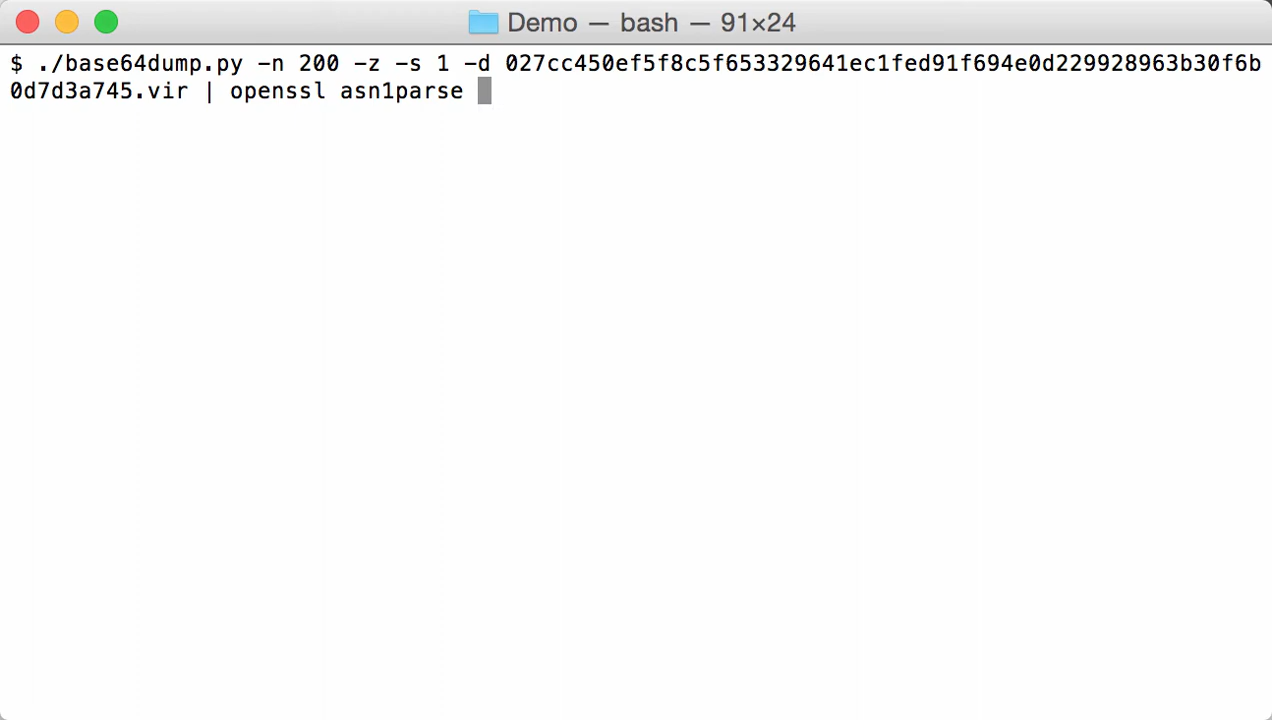 Demo — bash — 91×24
$ ./base64dump.py -n 200 -z -s 1 -d 027cc450ef5f8c5f653329641ec1fed91f694e0d229928963b30f6b
0d7d3a745.vir | openssl asn1parse